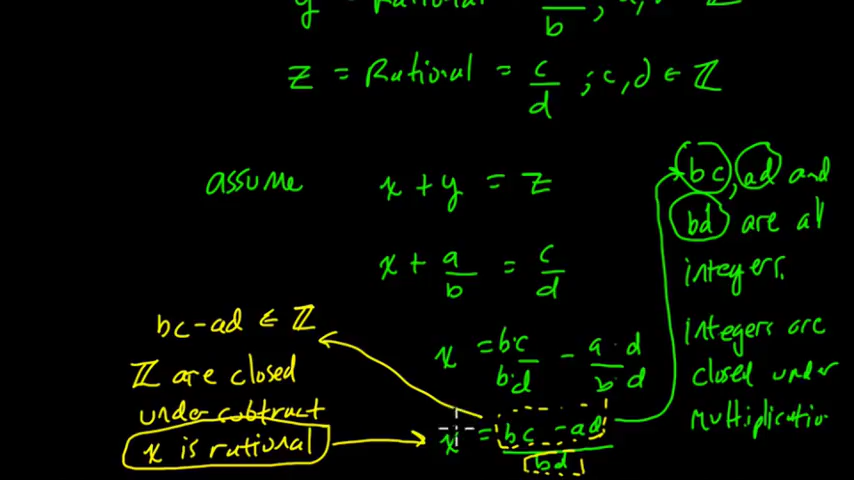 y = Rational = a/b ; a, b ∈ ℤ
z = Rational = c/d ; c, d ∈ ℤ
assume x + y = z
x + a/b = c/d
x = b·c/b·d - a·d/b·d
x = bc - ad/bd
bc, ad and
bd are all
integers.
integers are
closed under
multiplication
bc-ad ∈ ℤ
ℤ are closed
under subtract
x is rational